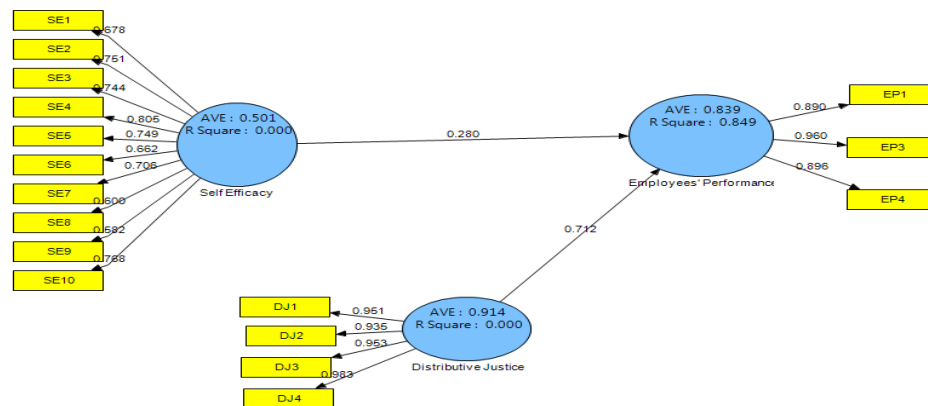 SE1
0.678
SE2
0.751
SE3
0.744
SE4
0.805
SE5
0.749
SE6
0.662
SE7
0.706
SE8
0.600
SE9
0.582
SE10
0.768
AVE : 0.501
R Square : 0.000
Self Efficacy
0.280
AVE : 0.839
R Square : 0.849
Employees' Performance
0.890
EP1
0.960
EP3
0.896
EP4
0.712
DJ1
0.951
DJ2
0.935
DJ3
0.953
DJ4
0.983
AVE : 0.914
R Square : 0.000
Distributive Justice